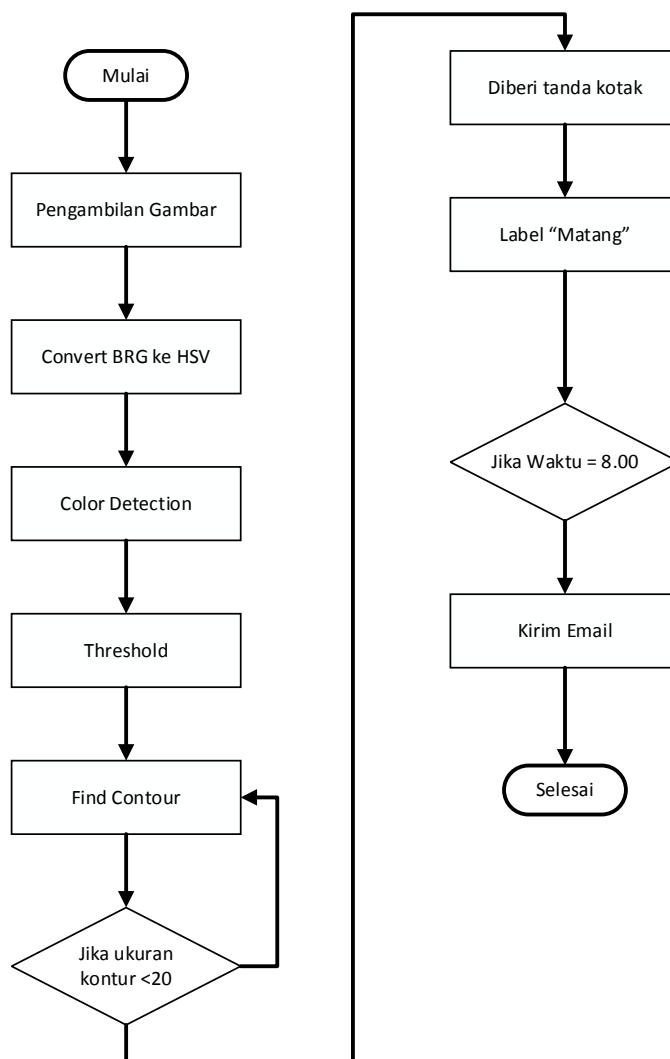 Mulai
Pengambilan Gambar
Convert BRG ke HSV
Color Detection
Threshold
Find Contour
Jika ukuran
kontur <20
Diberi tanda kotak
Label “Matang”
Jika Waktu = 8.00
Kirim Email
Selesai